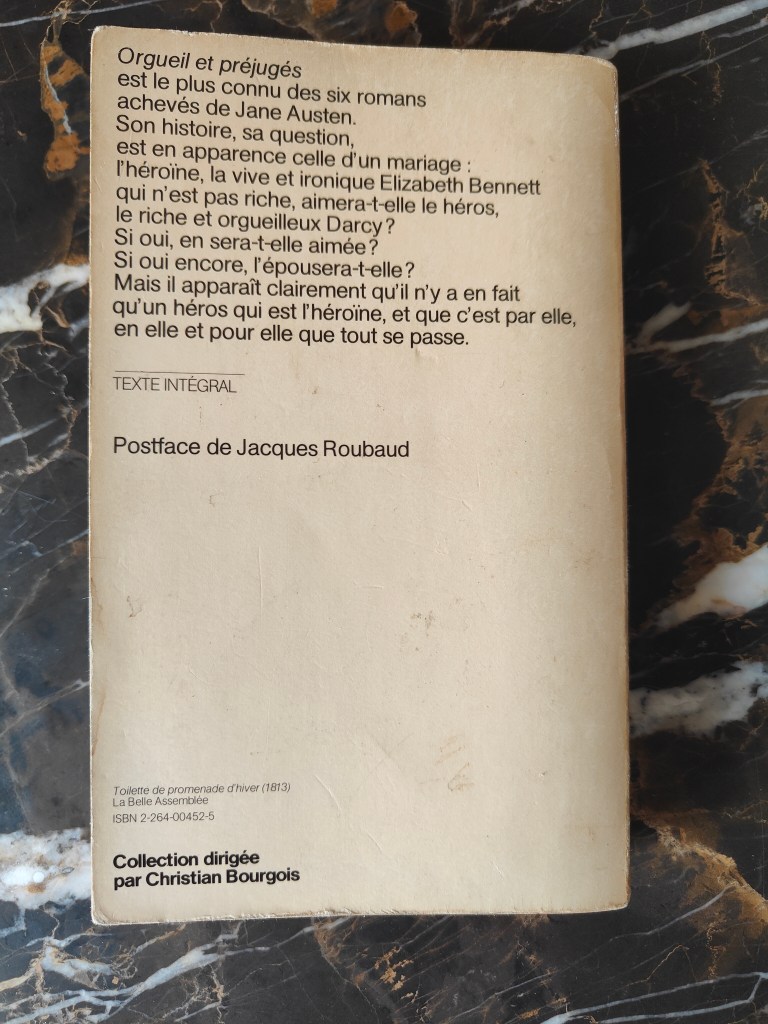 Orgueil et préjugés
est le plus connu des six romans
achevés de Jane Austen.
Son histoire, sa question,
est en apparence celle d'un mariage :
l'héroïne, la vive et ironique Elizabeth Bennett
qui n'est pas riche, aimera-t-elle le héros,
le riche et orgueilleux Darcy ?
Si oui, en sera-t-elle aimée ?
Si oui encore, l'épousera-t-elle ?
Mais il apparaît clairement qu'il n'y a en fait
qu'un héros qui est l'héroïne, et que c'est par elle,
en elle et pour elle que tout se passe.
TEXTE INTÉGRAL
Postface de Jacques Roubaud
Toilette de promenade d'hiver (1813)
La Belle Assemblée
ISBN 2-264-00452-5
Collection dirigée
par Christian Bourgois